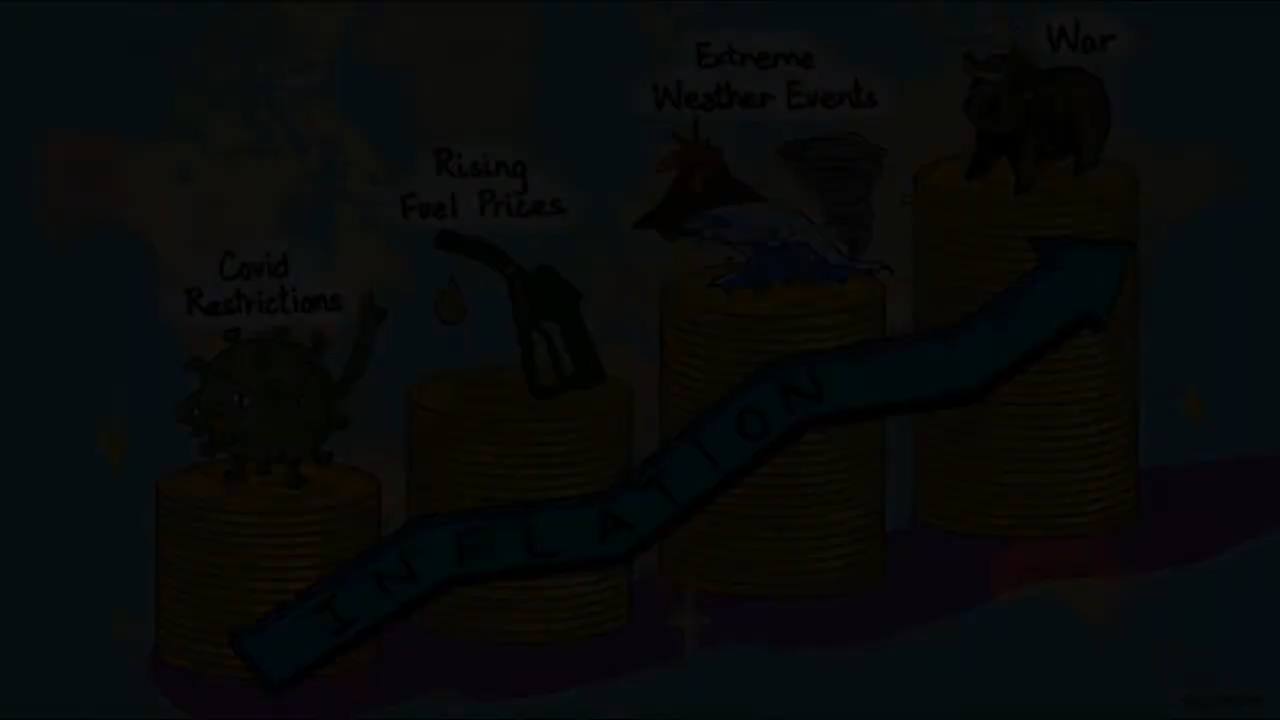 War
Extreme
Weather Events
Rising
Fuel Prices
Covid
Restrictions
INFLATION